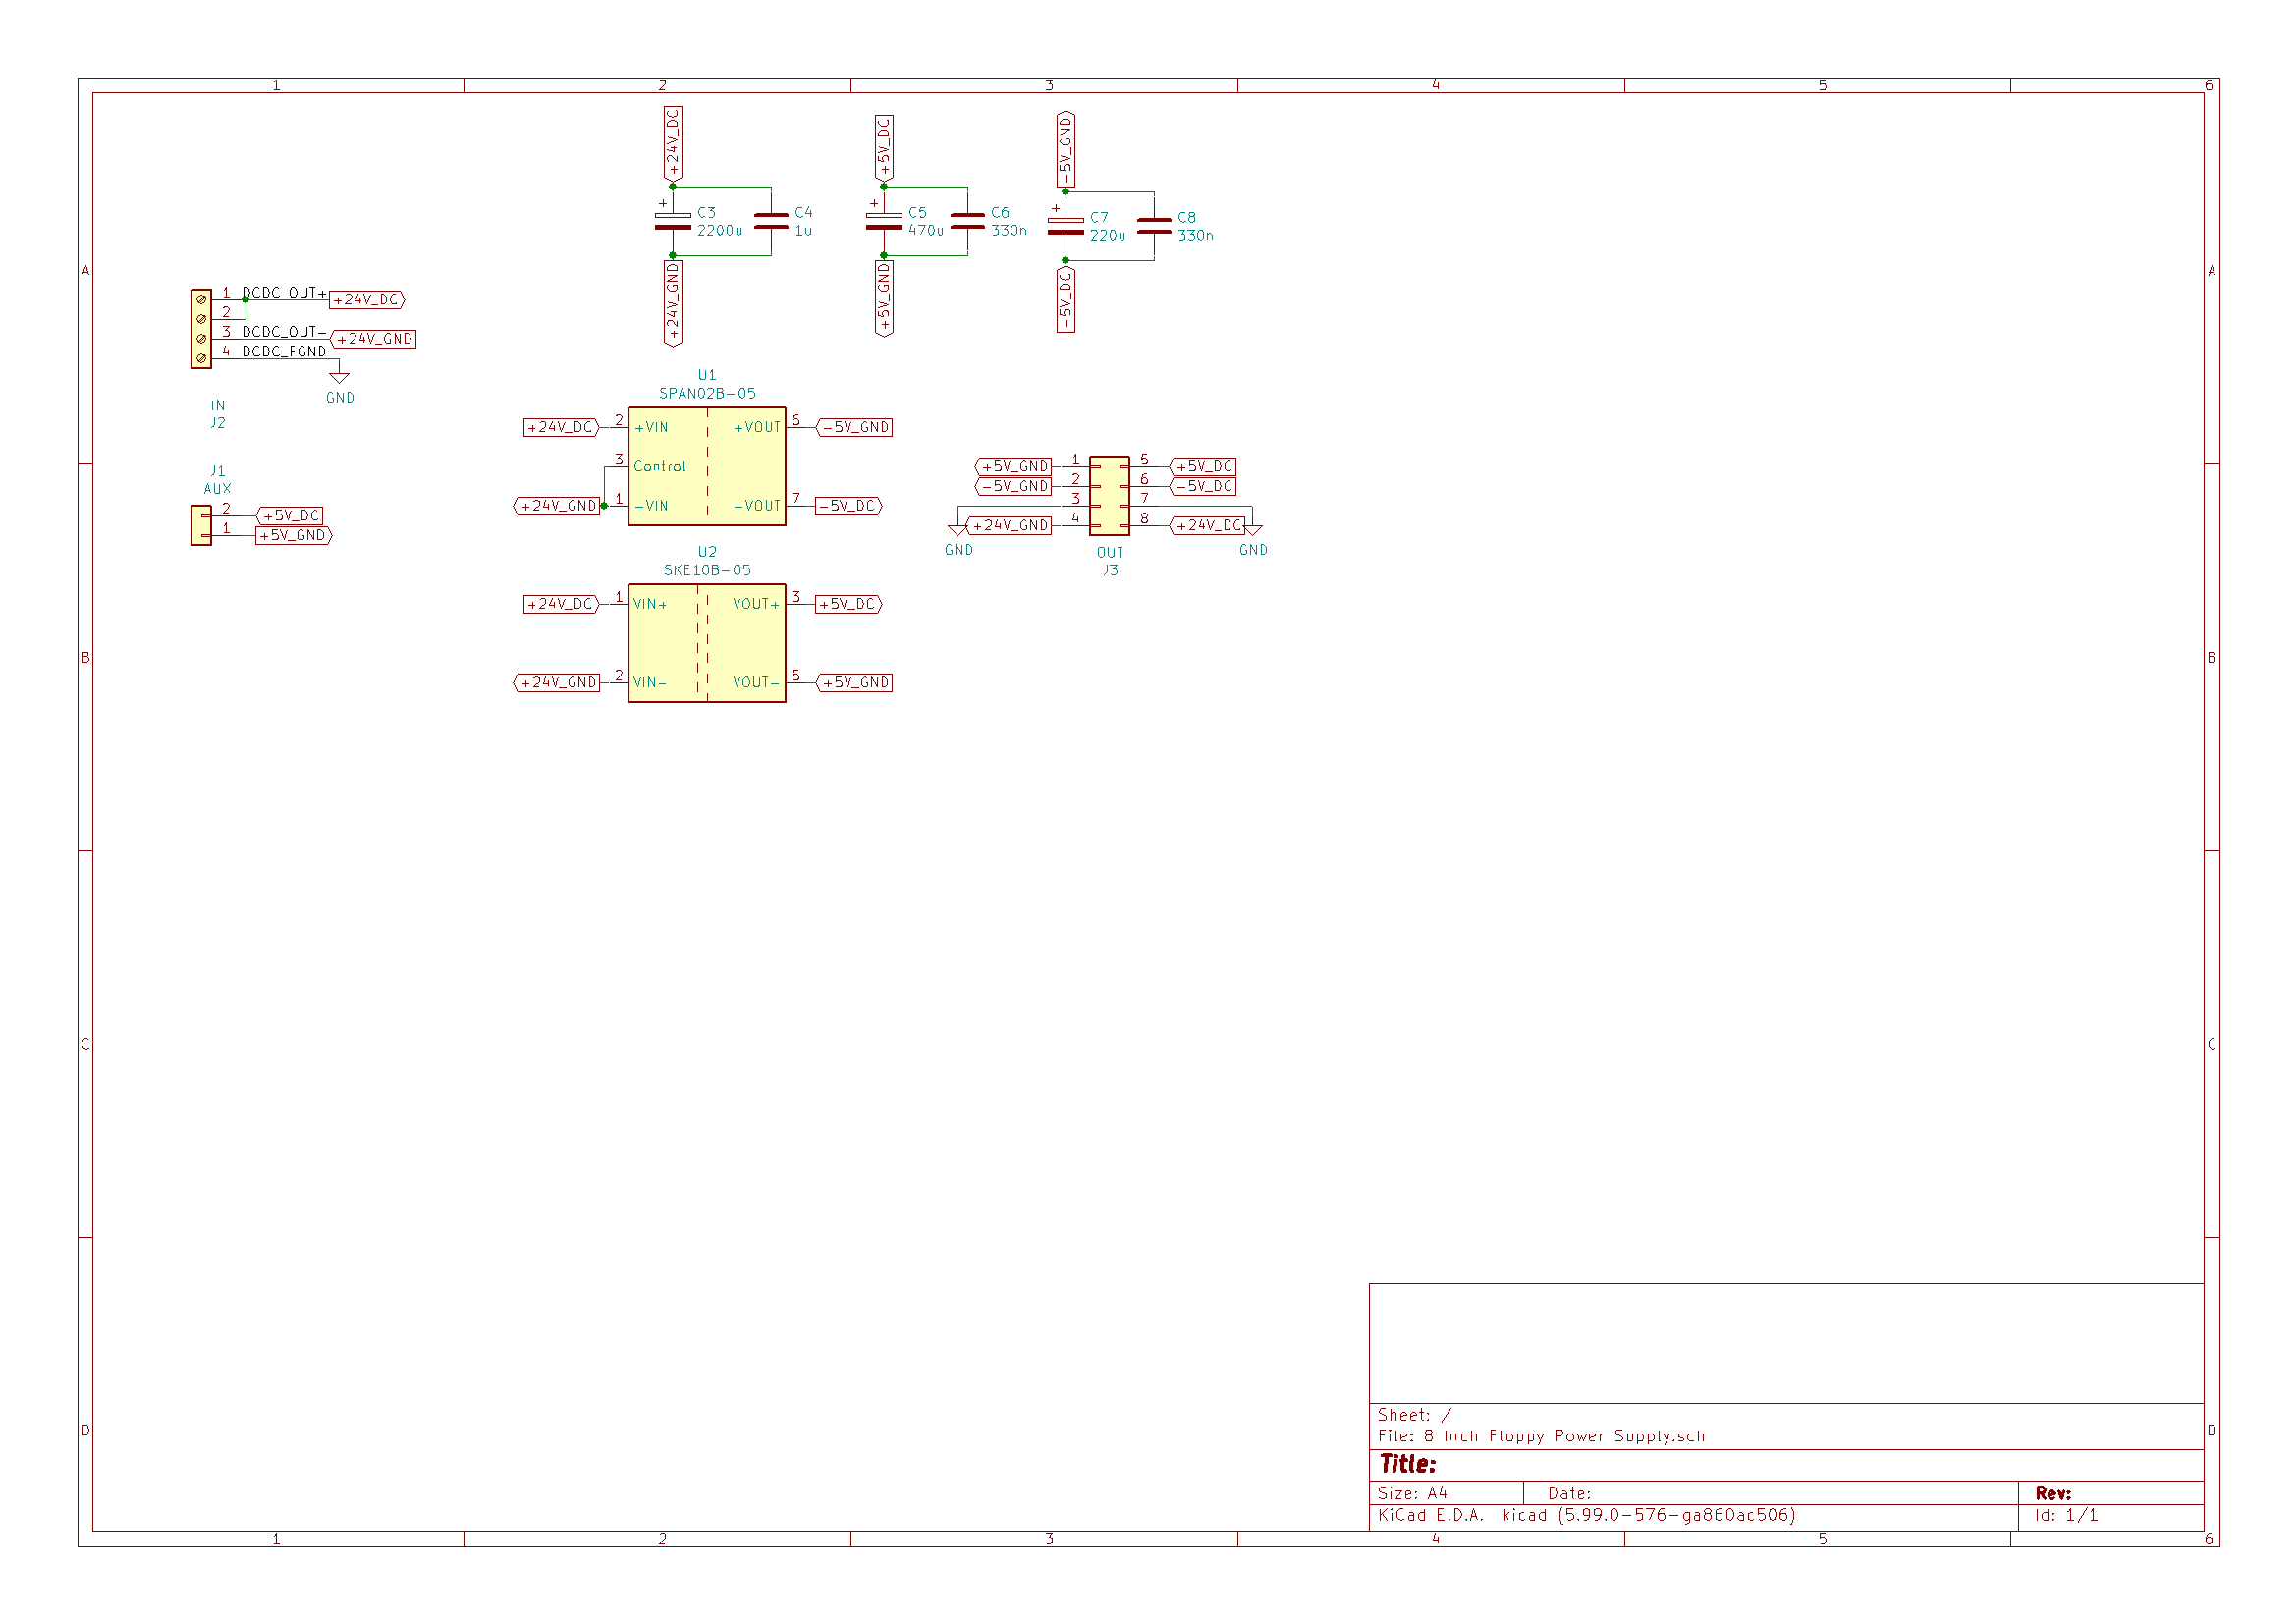 1 2 3 4 5 6
A A
B B
C C
D D
+24V_DC
C3
2200u
C4
1u
+24V_GND
+5V_DC
C5
470u
C6
330n
+5V_GND
-5V_GND
C7
220u
C8
330n
-5V_DC
1 DCDC_OUT+ +24V_DC
2
3 DCDC_OUT- +24V_GND
4 DCDC_FGND
GND
IN
J2
J1
AUX
2 +5V_DC
1 +5V_GND
U1
SPAN02B-05
+24V_DC 2 +VIN +VOUT 6 -5V_GND
3 Control
+24V_GND 1 -VIN -VOUT 7 -5V_DC
U2
SKE10B-05
+24V_DC 1 VIN+ VOUT+ 3 +5V_DC
+24V_GND 2 VIN- VOUT- 5 +5V_GND
+5V_GND 1 5 +5V_DC
-5V_GND 2 6 -5V_DC
3 7
+24V_GND 4 8 +24V_DC
GND GND
OUT
J3
Sheet: /
File: 8 Inch Floppy Power Supply.sch
Title:
Size: A4 Date: Rev:
KiCad E.D.A. kicad (5.99.0-576-ga860ac506) Id: 1/1
1 2 3 4 5 6